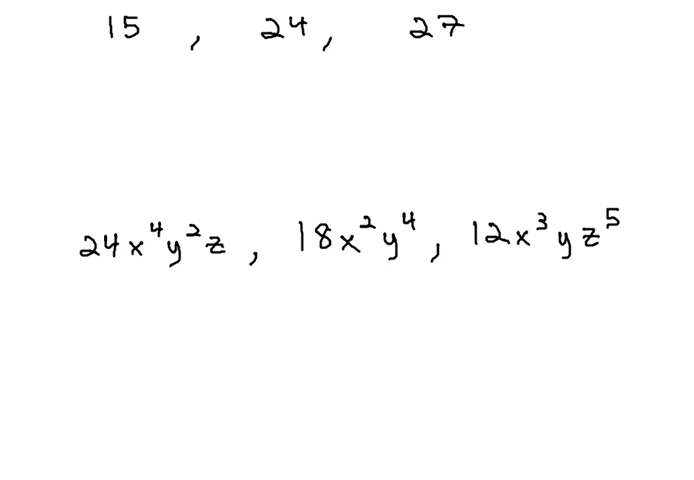 15 , 24 , 27
24x⁴y²z , 18x²y⁴ , 12x³yz⁵